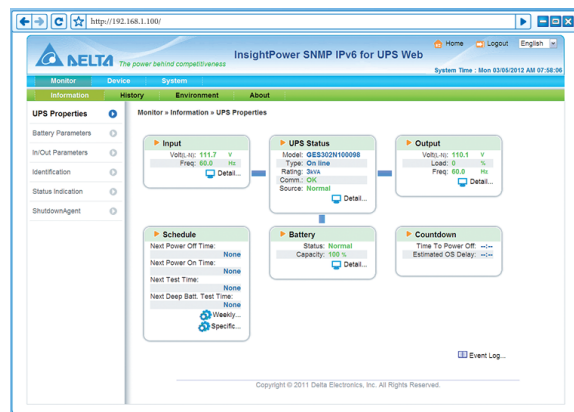 http://192.168.1.100/
DELTA The power behind competitiveness
InsightPower SNMP IPv6 for UPS Web
Home Logout English
System Time : Mon 03/05/2012 AM 07:58:06
Monitor Device System
Information History Environment About
UPS Properties
Battery Parameters
In/Out Parameters
Identification
Status Indication
ShutdownAgent
Monitor » Information » UPS Properties
Input
Volt(L-N): 111.7 V
Freq: 60.0 Hz
Detail...
UPS Status
Model: GES302N100098
Type: On line
Rating: 3kVA
Comm.: OK
Source: Normal
Detail...
Output
Volt(L-N): 110.1 V
Load: 0 %
Freq: 60.0 Hz
Detail...
Schedule
Next Power Off Time:
None
Next Power On Time:
None
Next Test Time:
None
Next Deep Batt. Test Time:
None
Weekly...
Specific...
Battery
Status: Normal
Capacity: 100 %
Detail...
Countdown
Time To Power Off: --:--
Estimated OS Delay: --:--
Event Log...
Copyright © 2011 Delta Electronics, Inc. All Rights Reserved.